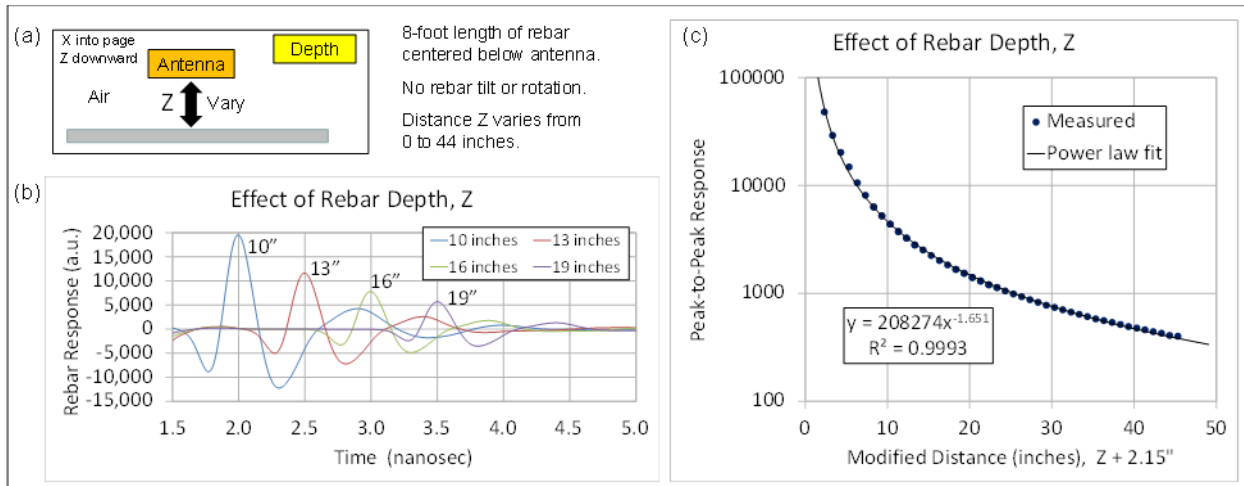 (a)
X into page
Z downward
Antenna
Depth
Air
Z
Vary
8-foot length of rebar
centered below antenna.
No rebar tilt or rotation.
Distance Z varies from
0 to 44 inches.
(b)
Effect of Rebar Depth, Z
Rebar Response (a.u.)
20,000
15,000
10,000
5,000
0
-5,000
-10,000
-15,000
10”
13”
16”
19”
10 inches
13 inches
16 inches
19 inches
1.5 2.0 2.5 3.0 3.5 4.0 4.5 5.0
Time (nanosec)
(c)
Effect of Rebar Depth, Z
Peak-to-Peak Response
100000
10000
1000
100
Measured
Power law fit
y = 208274x^-1.651
R² = 0.9993
0 10 20 30 40 50
Modified Distance (inches), Z + 2.15"